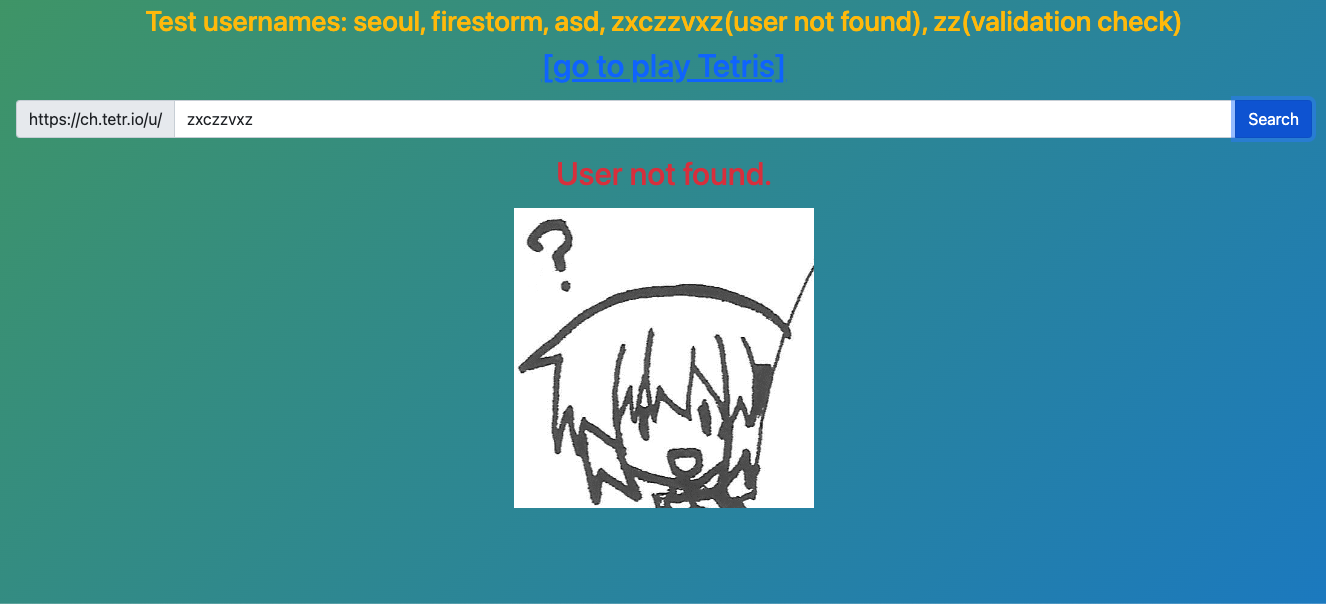 Test usernames: seoul, firestorm, asd, zxczzvxz(user not found), zz(validation check)
[go to play Tetris]
https://ch.tetr.io/u/ zxczzvxz Search
User not found.
?